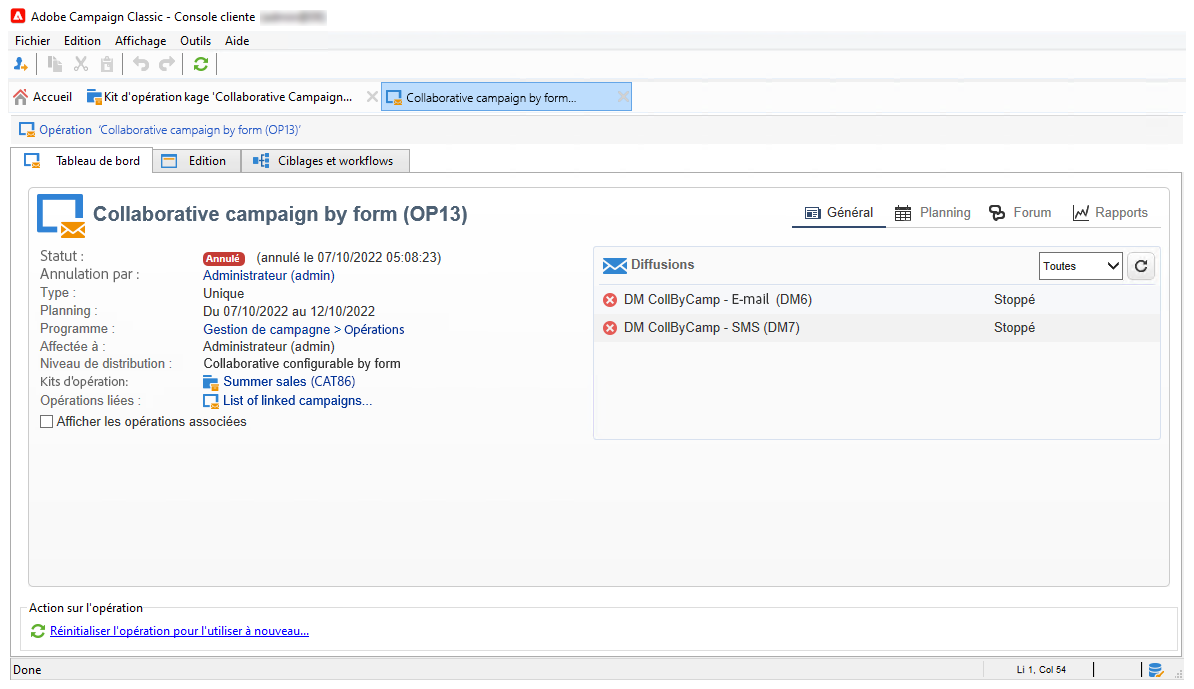 Adobe Campaign Classic - Console cliente
Fichier Edition Affichage Outils Aide
Accueil Kit d'opération kage 'Collaborative Campaign... Collaborative campaign by form...
Opération 'Collaborative campaign by form (OP13)'
Tableau de bord Edition Ciblages et workflows
Collaborative campaign by form (OP13)
Général Planning Forum Rapports
Statut : Annulé (annulé le 07/10/2022 05:08:23)
Annulation par : Administrateur (admin)
Type : Unique
Planning : Du 07/10/2022 au 12/10/2022
Programme : Gestion de campagne > Opérations
Affectée à : Administrateur (admin)
Niveau de distribution : Collaborative configurable by form
Kits d'opération: Summer sales (CAT86)
Opérations liées : List of linked campaigns...
Afficher les opérations associées
Diffusions Toutes
DM CollByCamp - E-mail (DM6) Stoppé
DM CollByCamp - SMS (DM7) Stoppé
Action sur l'opération
Réinitialiser l'opération pour l'utiliser à nouveau...
Done Li 1, Col 54